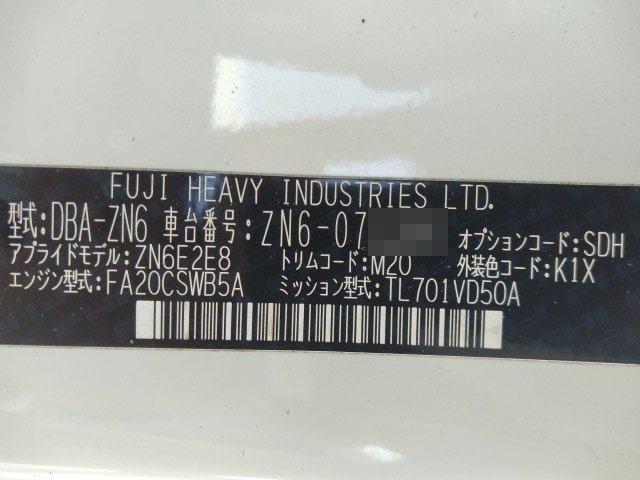 FUJI HEAVY INDUSTRIES LTD.
型式:DBA-ZN6 車台番号:ZN6-07 オプションコード:SDH
アプライドモデル:ZN6E2E8 トリムコード:M20 外装色コード:K1X
エンジン型式:FA20CSWB5A ミッション型式:TL701VD50A